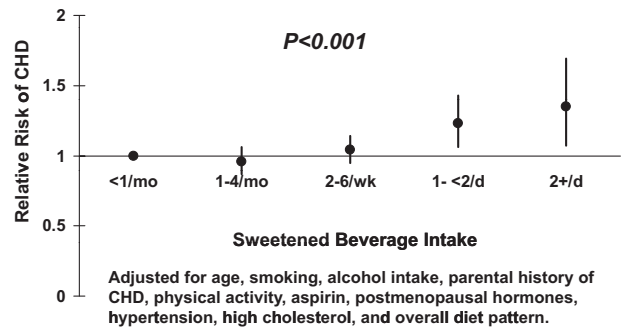 2
P<0.001
1.5
Relative Risk of CHD
1
<1/mo 1-4/mo 2-6/wk 1- <2/d 2+/d
0.5
Sweetened Beverage Intake
0
Adjusted for age, smoking, alcohol intake, parental history of
CHD, physical activity, aspirin, postmenopausal hormones,
hypertension, high cholesterol, and overall diet pattern.